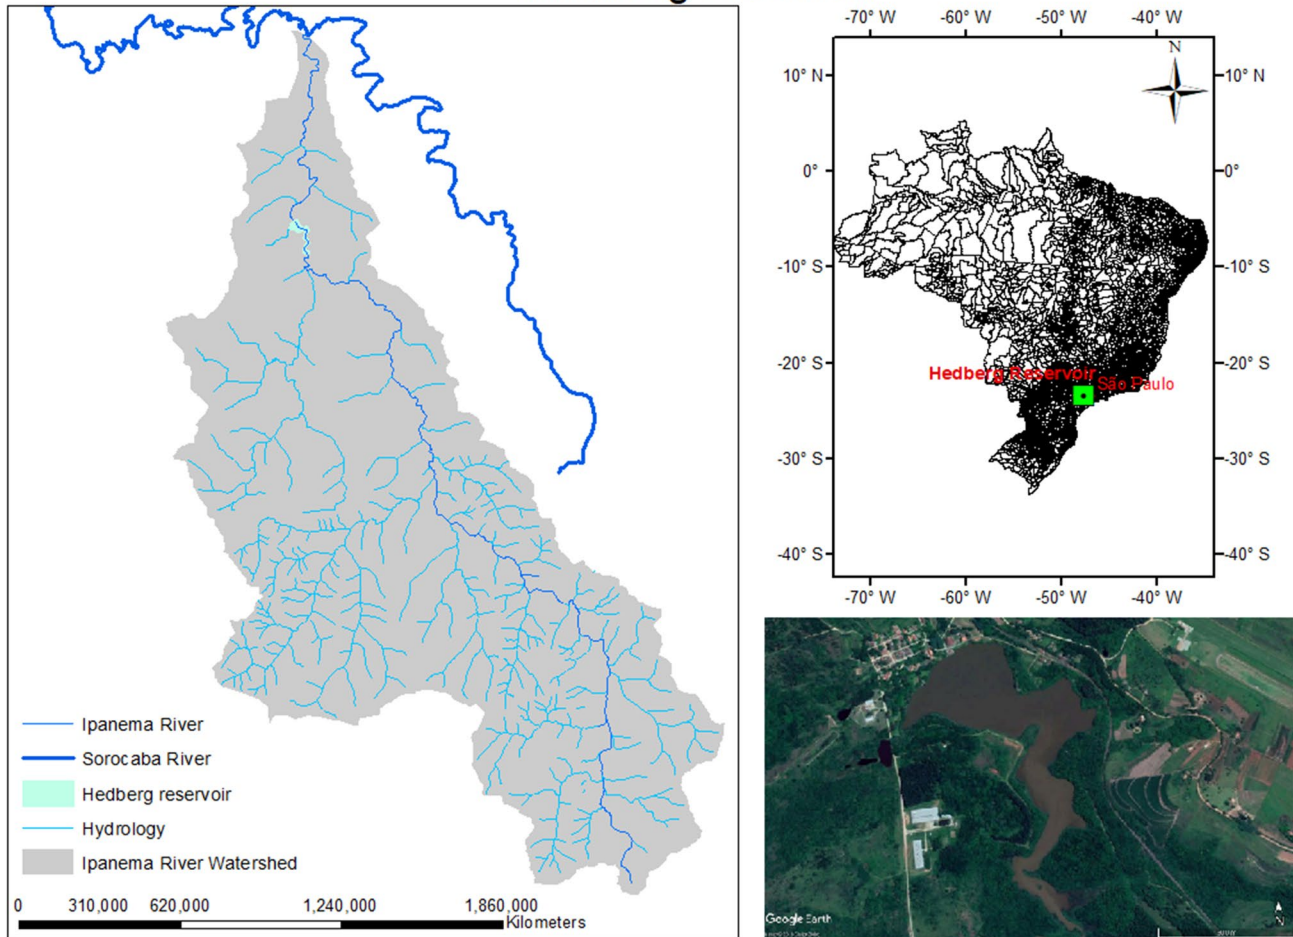 Ipanema River
Sorocaba River
Hedberg reservoir
Hydrology
Ipanema River Watershed
0 310,000 620,000 1,240,000 1,860,000
Kilometers
-70° W -60° W -50° W -40° W
N
10° N 10° N
0° 0°
-10° S -10° S
-20° S -20° S
Hedberg Reservoir
São Paulo
-30° S -30° S
-40° S -40° S
-70° W -60° W -50° W -40° W
Google Earth
N